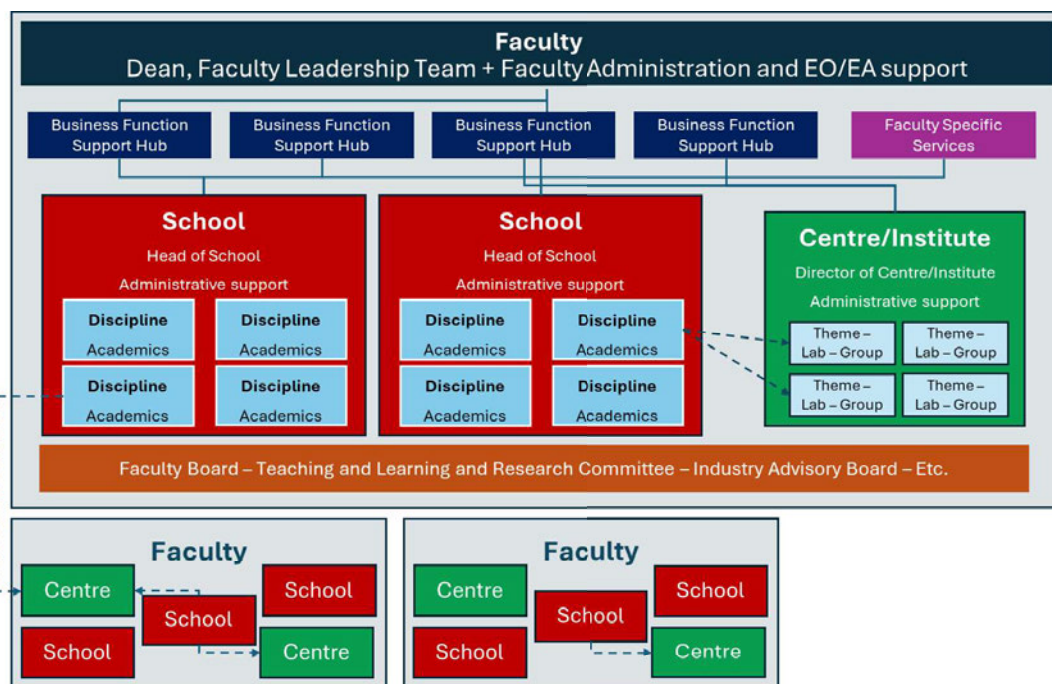 Faculty
Dean, Faculty Leadership Team + Faculty Administration and EO/EA support
Business Function
Support Hub
Business Function
Support Hub
Business Function
Support Hub
Business Function
Support Hub
Faculty Specific
Services
School
Head of School
Administrative support
Discipline
Academics
Discipline
Academics
Discipline
Academics
Discipline
Academics
School
Head of School
Administrative support
Discipline
Academics
Discipline
Academics
Discipline
Academics
Discipline
Academics
Centre/Institute
Director of Centre/Institute
Administrative support
Theme –
Lab – Group
Theme –
Lab – Group
Theme –
Lab – Group
Theme –
Lab – Group
Faculty Board – Teaching and Learning and Research Committee – Industry Advisory Board – Etc.
Faculty
Centre
School
School
School
Centre
Faculty
Centre
School
School
School
Centre